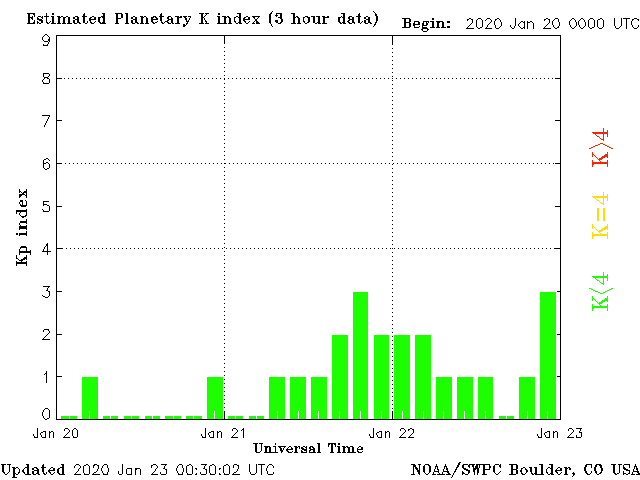 Estimated Planetary K index (3 hour data)
Begin: 2020 Jan 20 0000 UTC
9
8
7
6
5
4
3
2
1
0
Kp index
K>4
K=4
K<4
Jan 20
Jan 21
Jan 22
Jan 23
Universal Time
Updated 2020 Jan 23 00:30:02 UTC
NOAA/SWPC Boulder, CO USA